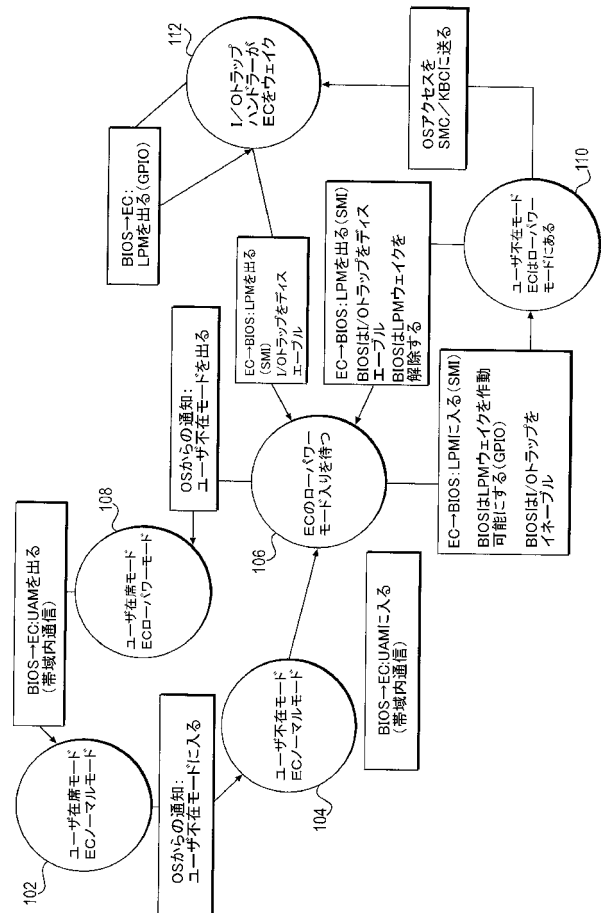 102
ユーザ在席モード
ECノーマルモード
BIOS→EC:UAMを出る
(帯域内通信)
OSからの通知:
ユーザ不在モードに入る
108
ユーザ在席モード
ECローパワーモード
104
ユーザ不在モード
ECノーマルモード
OSからの通知:
ユーザ不在モードを出る
BIOS→EC:UAMに入る
(帯域内通信)
106
ECのローパワー
モード入りを待つ
BIOS→EC:
LPMを出る(GPIO)
EC→BIOS:LPMを出る
(SMI)
I/Oトラップをディス
エーブル
EC→BIOS:LPMを出る(SMI)
BIOSはI/Oトラップをディス
エーブル
BIOSはLPMウェイクを
解除する
EC→BIOS:LPMに入る(SMI)
BIOSはLPMウェイクを作動
可能にする(GPIO)
BIOSはI/Oトラップを
イネーブル
112
I/Oトラップ
ハンドラーが
ECをウェイク
OSアクセスを
SMC/KBCに送る
ユーザ不在モード
ECはローパワー
モードにある
110